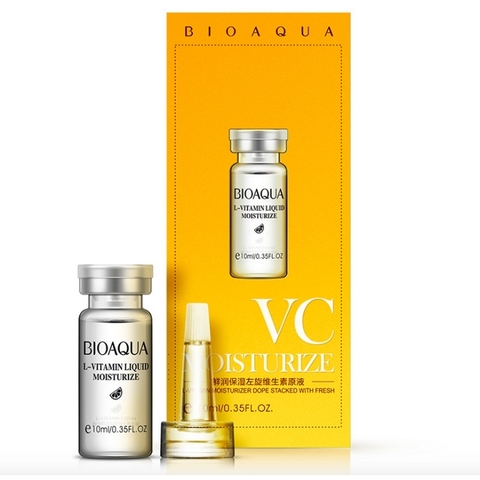 BIOAQUA
BIOAQUA
L-VITAMIN LIQUID
MOISTURIZE
e10ml/0.35FL.OZ
VC
MOISTURIZE
鲜润保湿左旋维生素原液
MOISTURIZER DOPE STACKED WITH FRESH
ml/0.35FL.OZ.
BIOAQUA
L-VITAMIN LIQUID
MOISTURIZE
e10ml/0.35FL.OZ